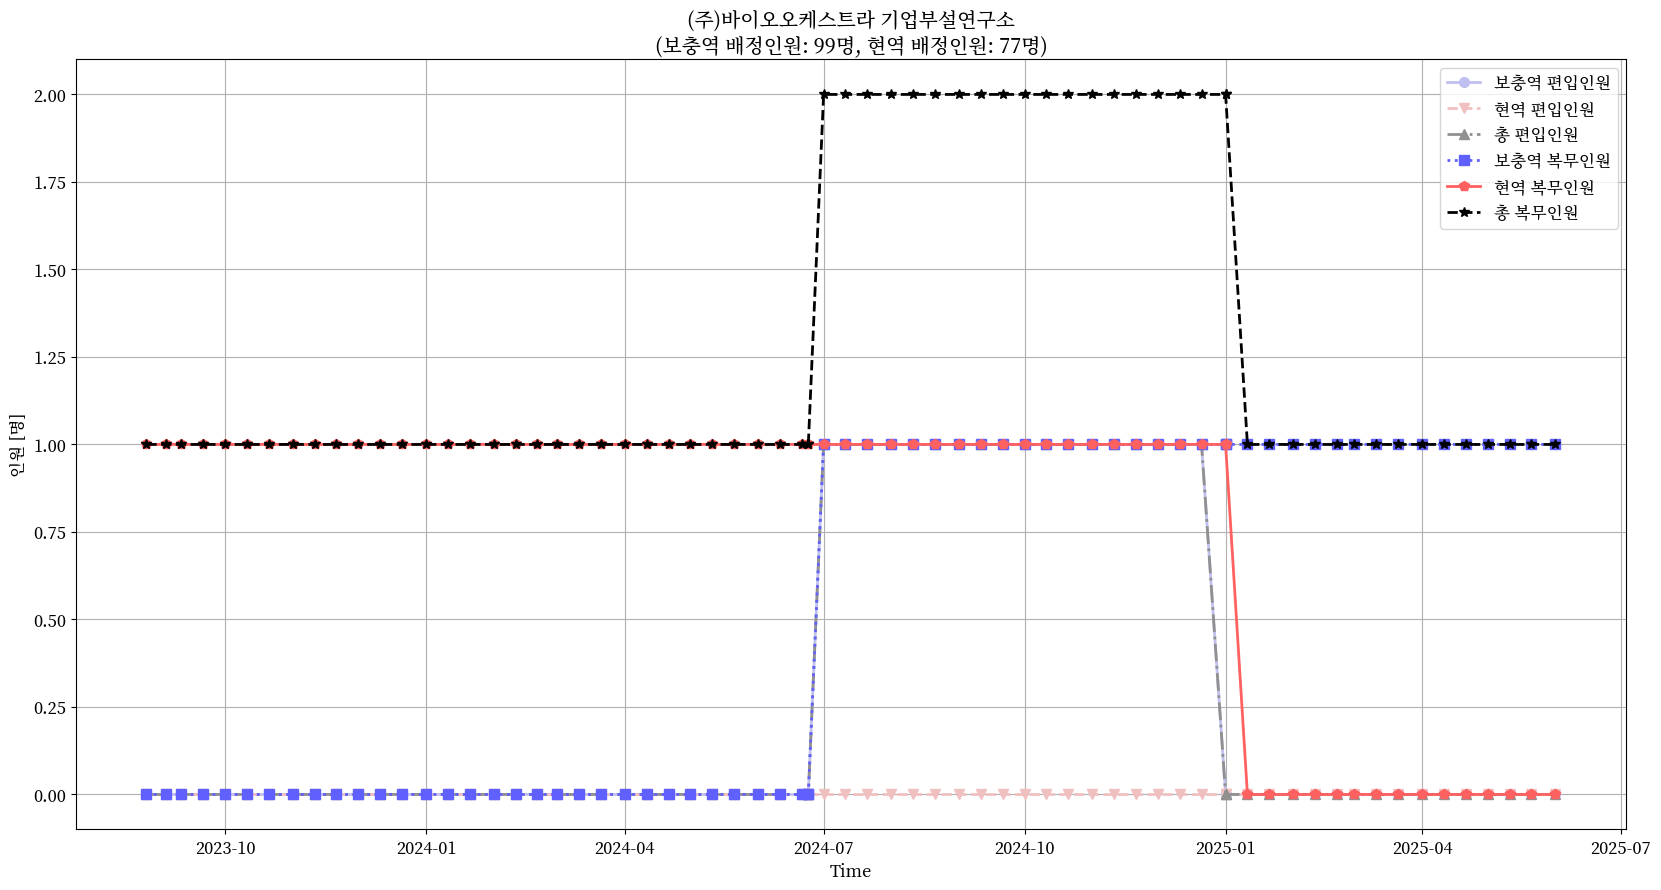 (주)바이오오케스트라 기업부설연구소
(보충역 배정인원: 99명, 현역 배정인원: 77명)
보충역 편입인원
현역 편입인원
총 편입인원
보충역 복무인원
현역 복무인원
총 복무인원
인원 [명]
2.00
1.75
1.50
1.25
1.00
0.75
0.50
0.25
0.00
2023-10
2024-01
2024-04
2024-07
2024-10
2025-01
2025-04
2025-07
Time